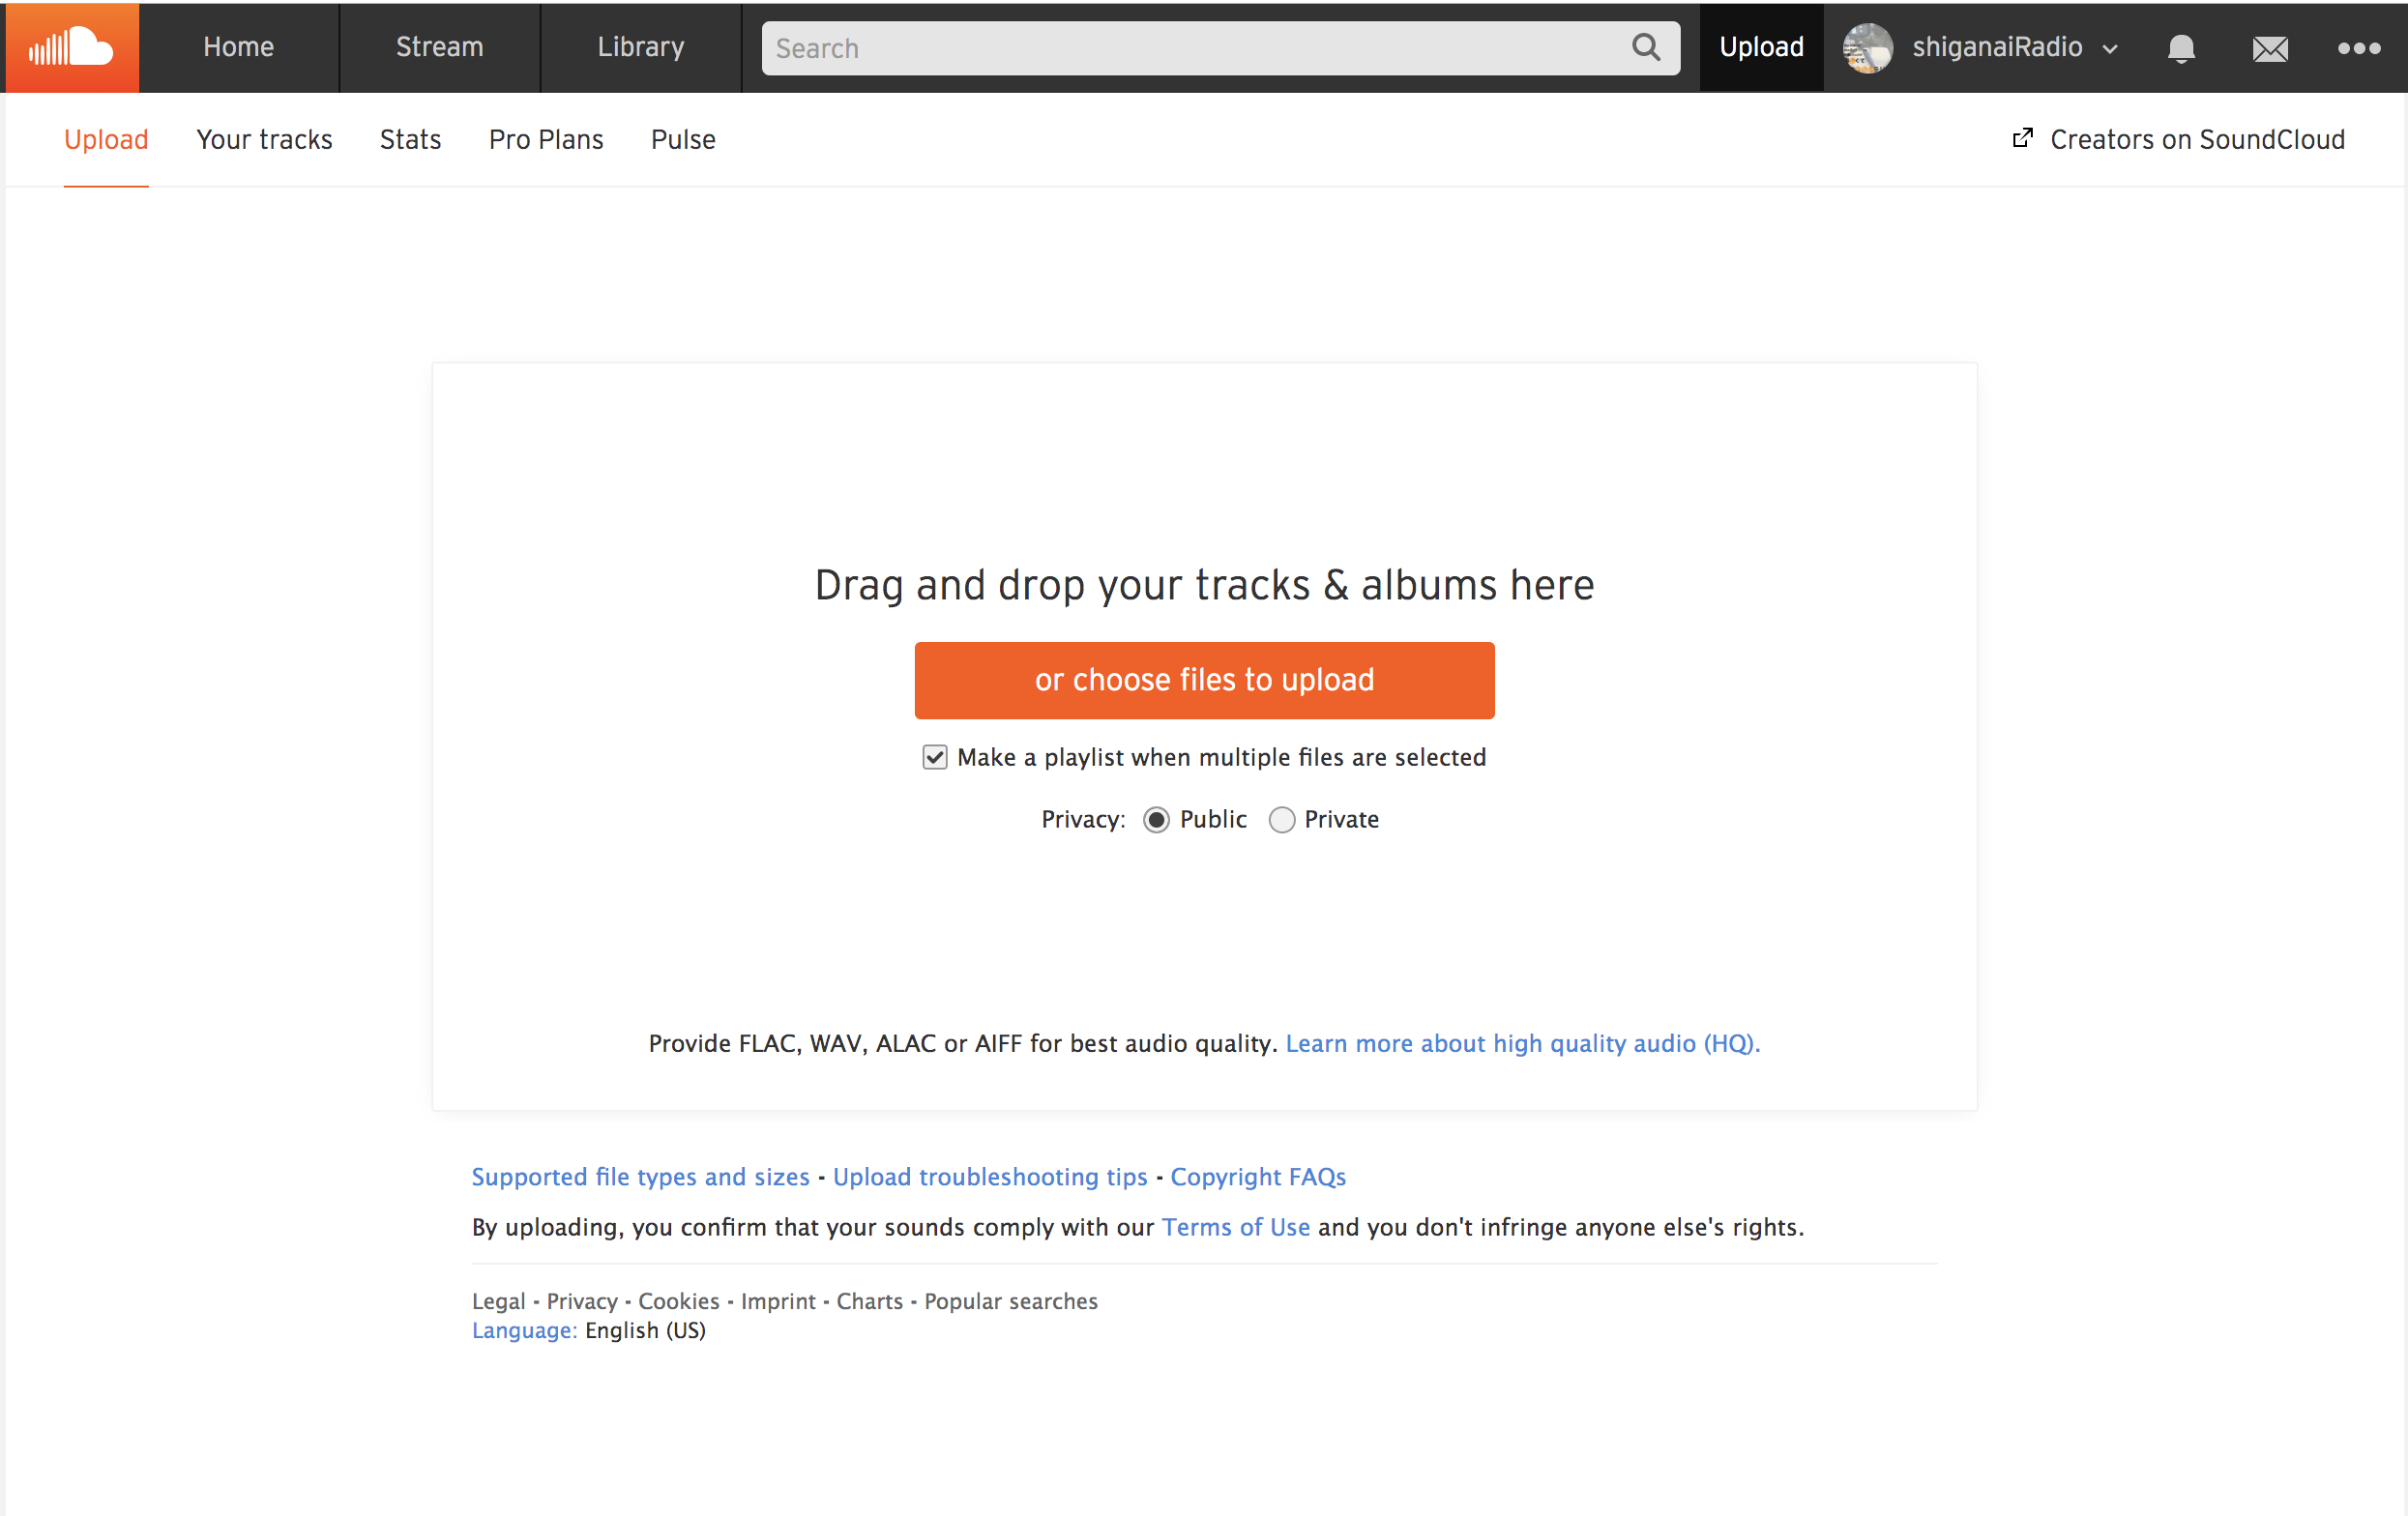 Home Stream Library Search Upload shiganaiRadio
Upload Your tracks Stats Pro Plans Pulse Creators on SoundCloud
Drag and drop your tracks & albums here
or choose files to upload
Make a playlist when multiple files are selected
Privacy: Public Private
Provide FLAC, WAV, ALAC or AIFF for best audio quality. Learn more about high quality audio (HQ).
Supported file types and sizes - Upload troubleshooting tips - Copyright FAQs
By uploading, you confirm that your sounds comply with our Terms of Use and you don't infringe anyone else's rights.
Legal - Privacy - Cookies - Imprint - Charts - Popular searches
Language: English (US)